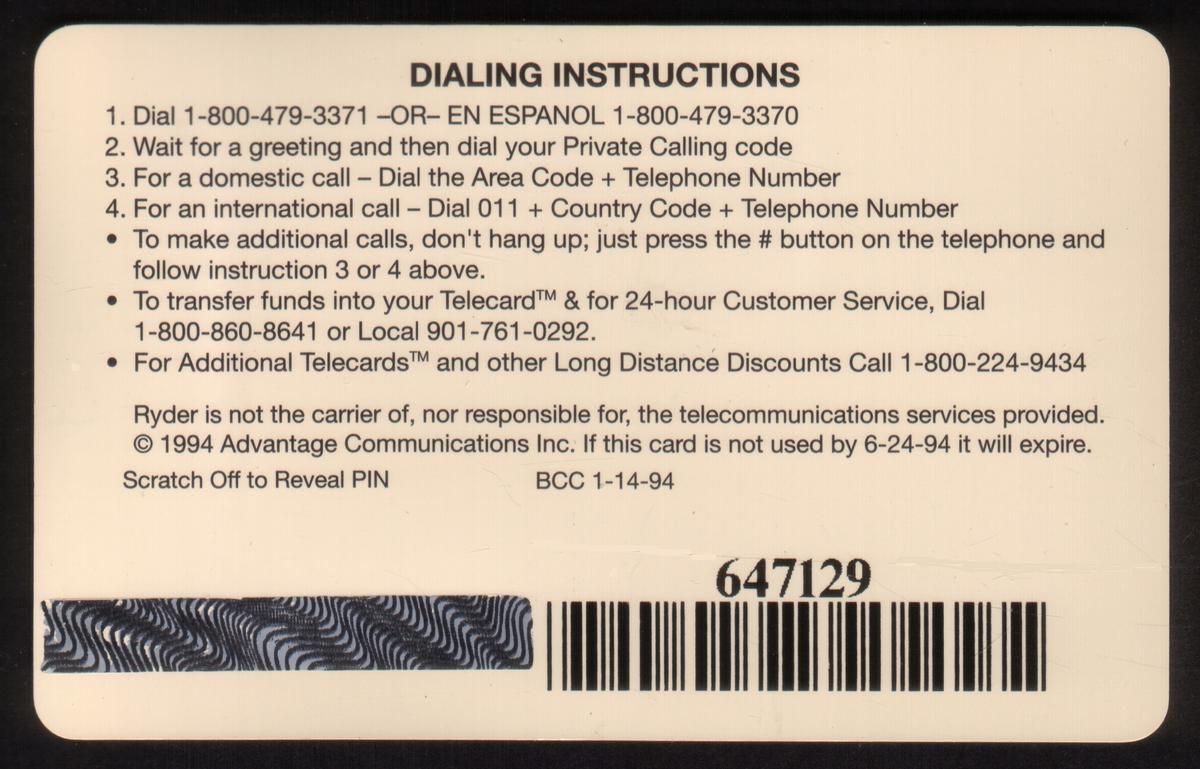 DIALING INSTRUCTIONS
1. Dial 1-800-479-3371 –OR– EN ESPANOL 1-800-479-3370
2. Wait for a greeting and then dial your Private Calling code
3. For a domestic call – Dial the Area Code + Telephone Number
4. For an international call – Dial 011 + Country Code + Telephone Number
• To make additional calls, don't hang up; just press the # button on the telephone and
follow instruction 3 or 4 above.
• To transfer funds into your Telecard™ & for 24-hour Customer Service, Dial
1-800-860-8641 or Local 901-761-0292.
• For Additional Telecards™ and other Long Distance Discounts Call 1-800-224-9434
Ryder is not the carrier of, nor responsible for, the telecommunications services provided.
© 1994 Advantage Communications Inc. If this card is not used by 6-24-94 it will expire.
Scratch Off to Reveal PIN BCC 1-14-94
647129